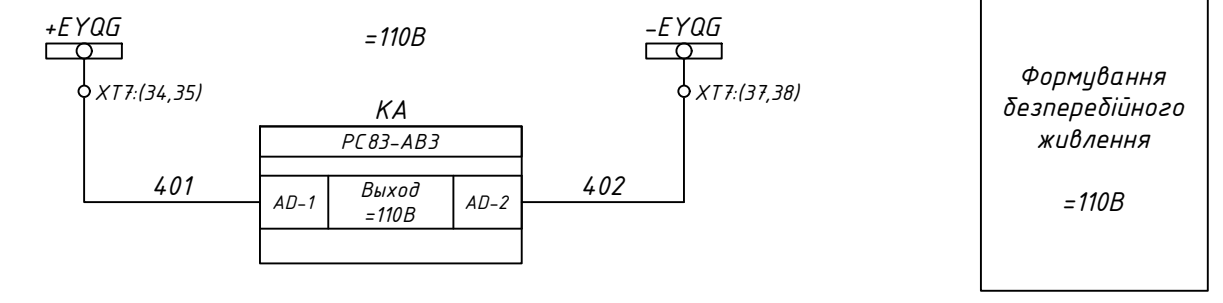 +EYQG
=110В
-EYQG
XT7:(34,35)
XT7:(37,38)
KA
РС83-АВ3
401
AD-1
Выход
=110В
AD-2
402
Формування
безперебійного
живлення
=110В